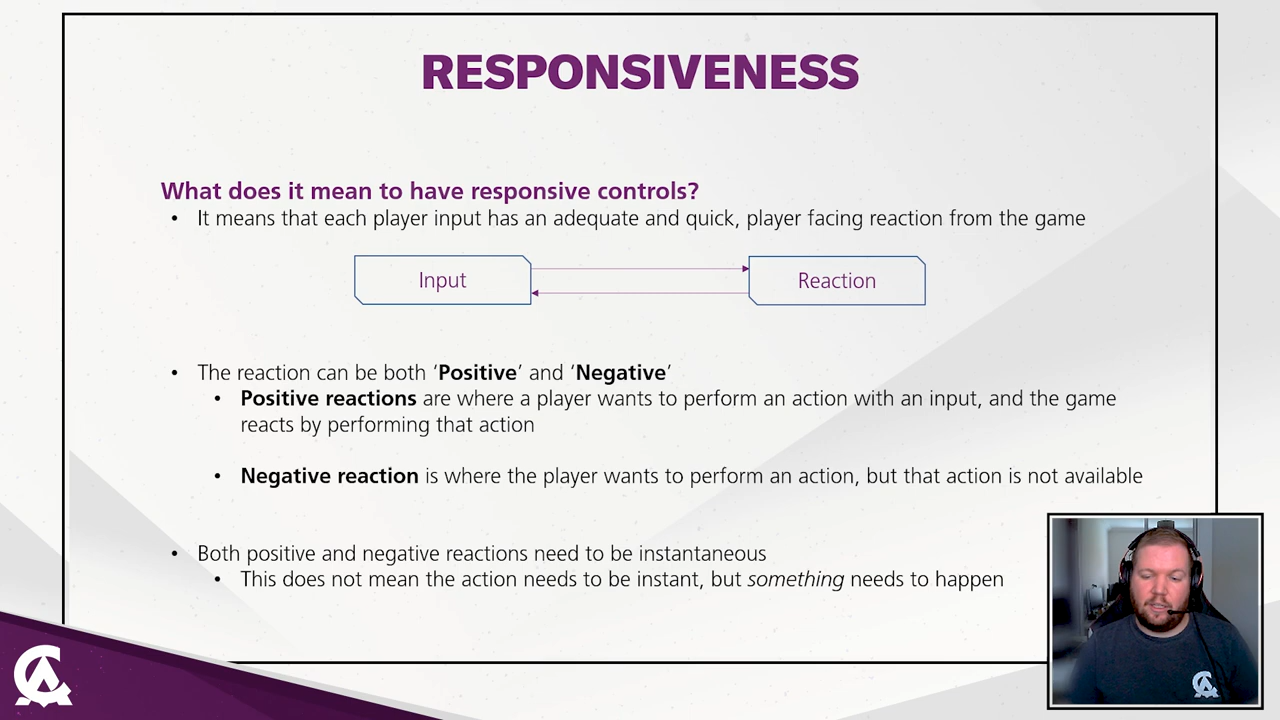 RESPONSIVENESS
What does it mean to have responsive controls?
• It means that each player input has an adequate and quick, player facing reaction from the game
Input
Reaction
• The reaction can be both ‘Positive’ and ‘Negative’
• Positive reactions are where a player wants to perform an action with an input, and the game
reacts by performing that action
• Negative reaction is where the player wants to perform an action, but that action is not available
• Both positive and negative reactions need to be instantaneous
• This does not mean the action needs to be instant, but something needs to happen